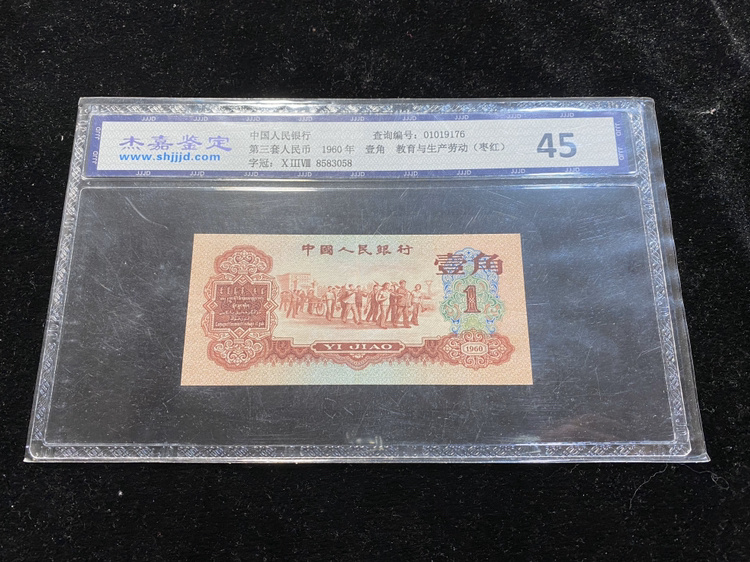 杰嘉鉴定
www.shjjjd.com
中国人民银行 查询编号：01019176
第三套人民币 1960年 壹角 教育与生产劳动（枣红）
字冠：XⅢⅧ 8583058
45
中國人民銀行
壹角
1
YI JIAO
1960